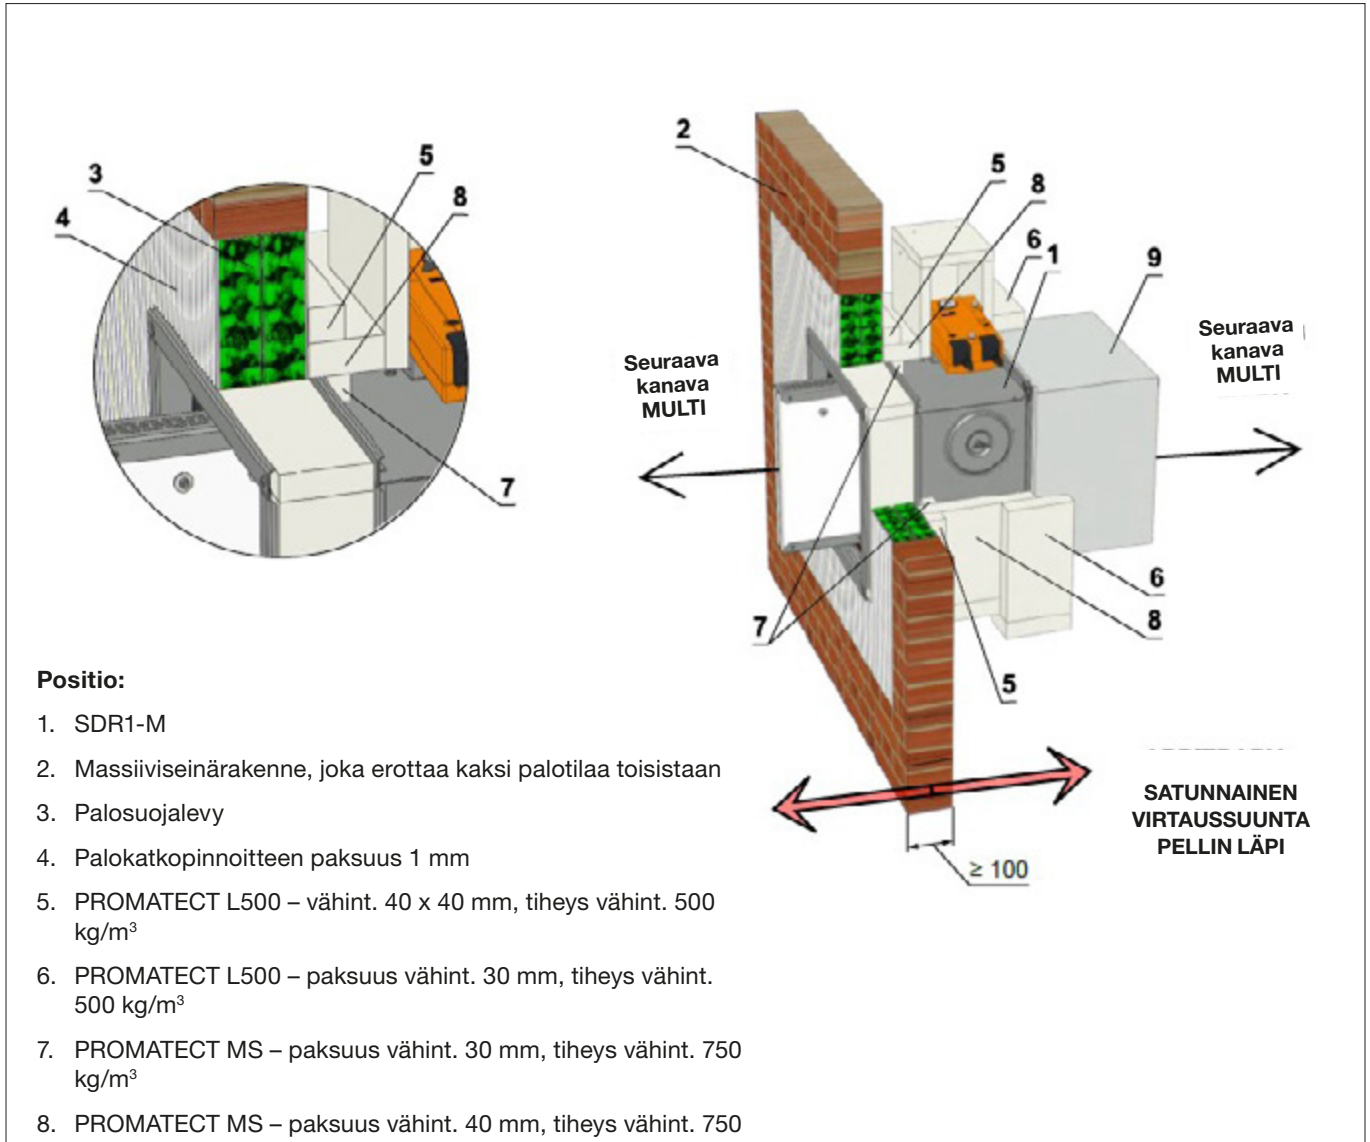 3
4
5
8
7
2
5
8
6
1
9
Seuraava
kanava
MULTI
Seuraava
kanava
MULTI
7
6
8
5
≥ 100
SATUNNAINEN
VIRTAUSSUUNTA
PELLIN LÄPI
Positio:
1. SDR1-M
2. Massiiviseinärakenne, joka erottaa kaksi palotilaa toisistaan
3. Palosuojalevy
4. Palokatkopinnoitteen paksuus 1 mm
5. PROMATECT L500 – vähint. 40 x 40 mm, tiheys vähint. 500
kg/m³
6. PROMATECT L500 – paksuus vähint. 30 mm, tiheys vähint.
500 kg/m³
7. PROMATECT MS – paksuus vähint. 30 mm, tiheys vähint. 750
kg/m³
8. PROMATECT MS – paksuus vähint. 40 mm, tiheys vähint. 750